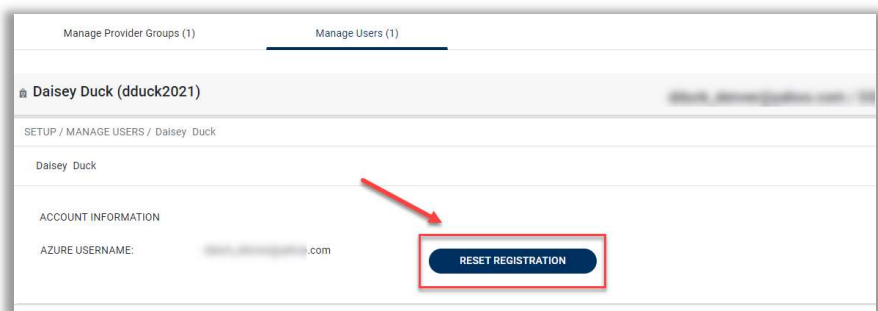 Manage Provider Groups (1) Manage Users (1)
Daisey Duck (dduck2021)
SETUP / MANAGE USERS / Daisey Duck
Daisey Duck
ACCOUNT INFORMATION
AZURE USERNAME: .com RESET REGISTRATION